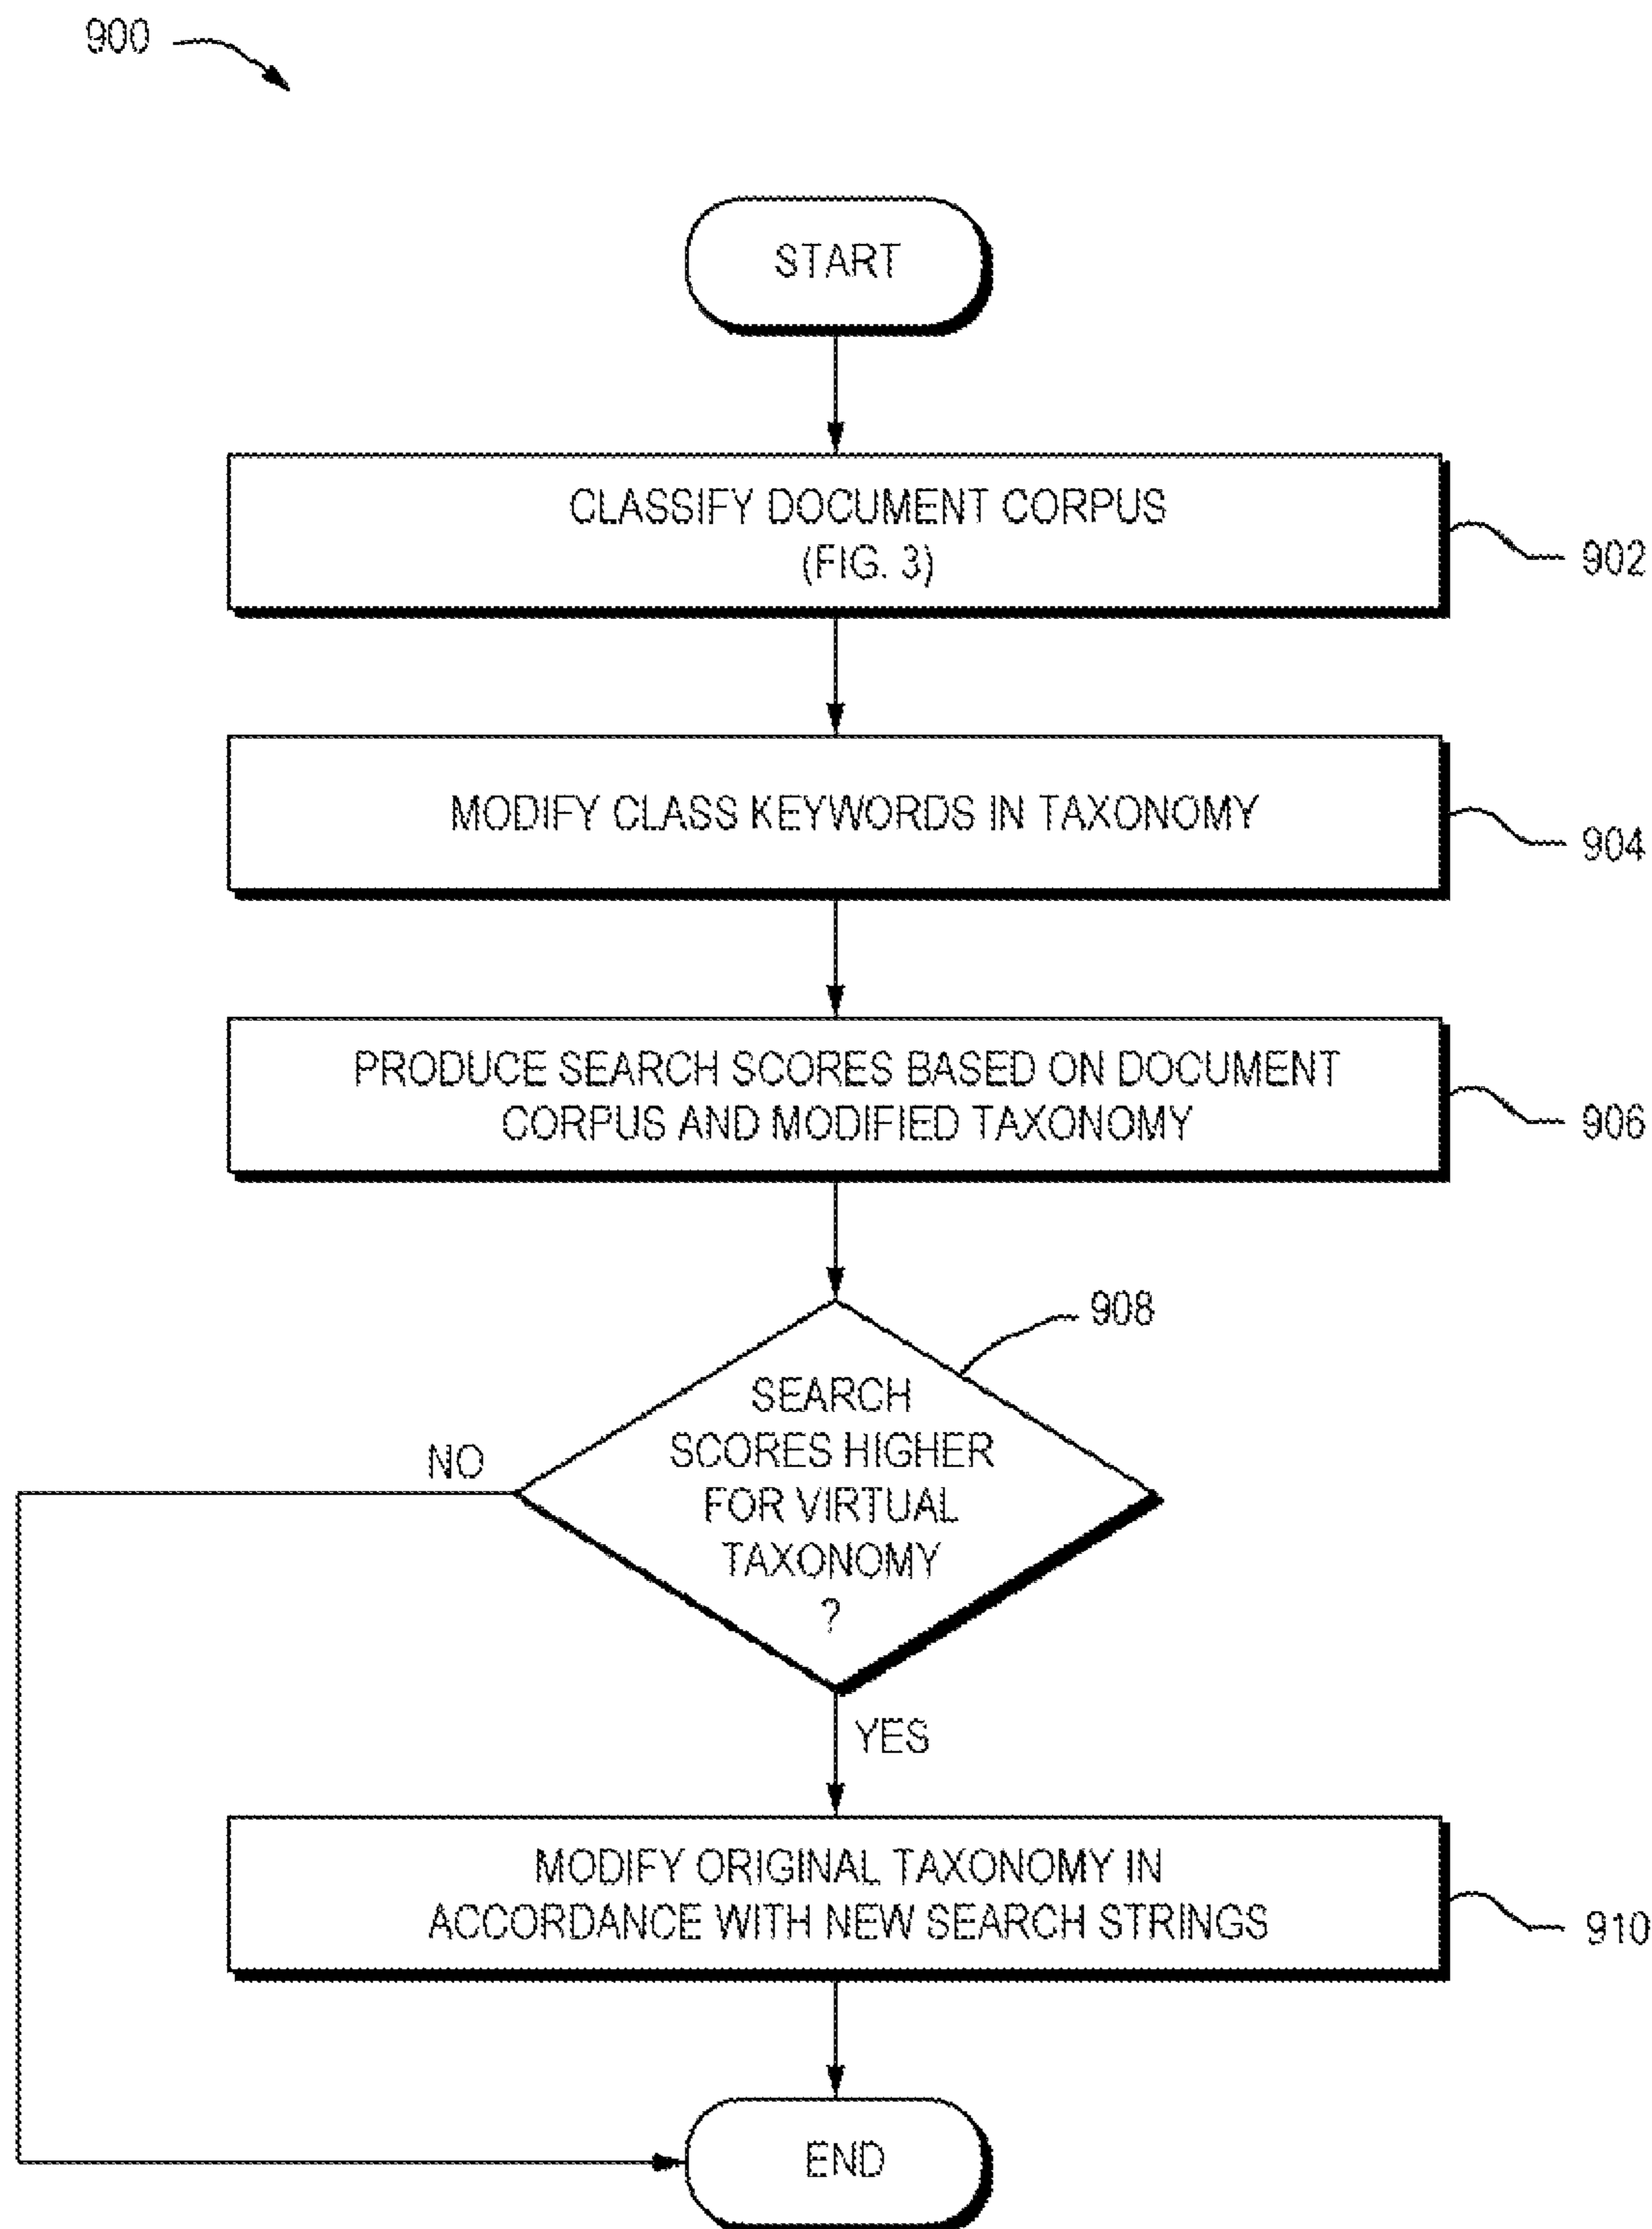 900
START
CLASSIFY DOCUMENT CORPUS
(FIG. 3)
902
MODIFY CLASS KEYWORDS IN TAXONOMY
904
PRODUCE SEARCH SCORES BASED ON DOCUMENT
CORPUS AND MODIFIED TAXONOMY
906
908
SEARCH
SCORES HIGHER
FOR VIRTUAL
TAXONOMY
?
NO
YES
MODIFY ORIGINAL TAXONOMY IN
ACCORDANCE WITH NEW SEARCH STRINGS
910
END